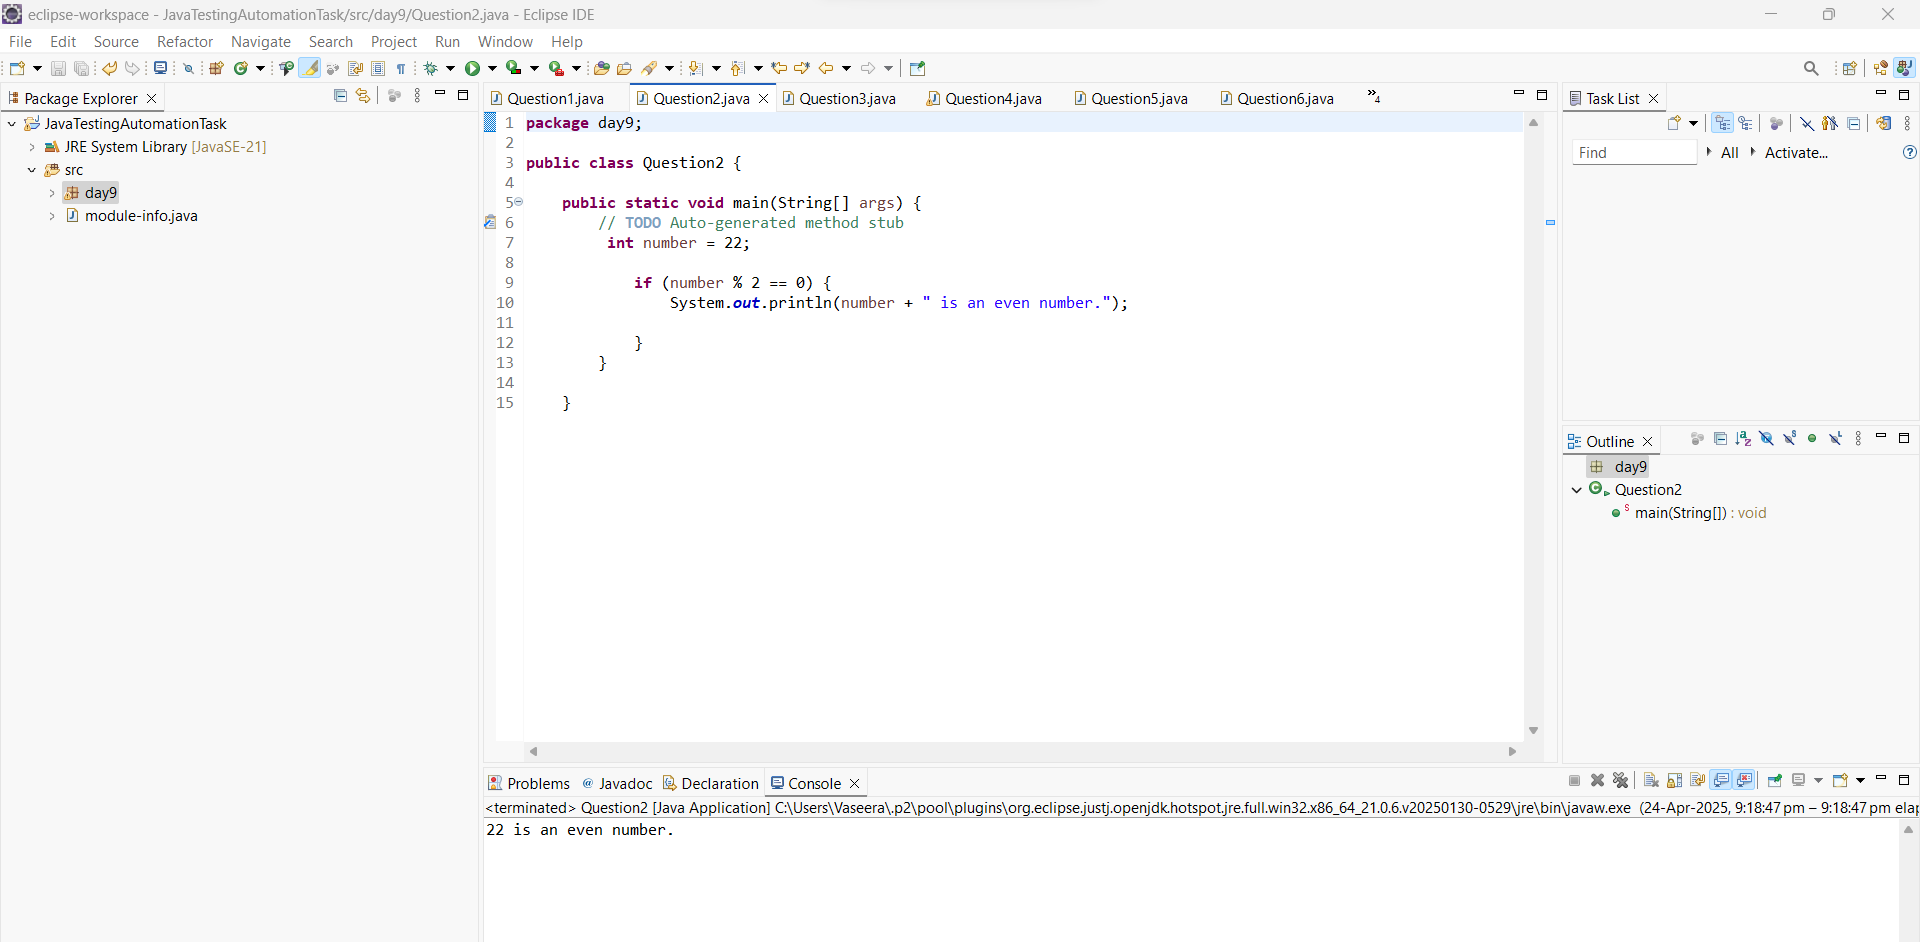 eclipse-workspace - JavaTestingAutomationTask/src/day9/Question2.java - Eclipse IDE
File Edit Source Refactor Navigate Search Project Run Window Help
Package Explorer
JavaTestingAutomationTask
JRE System Library [JavaSE-21]
src
day9
module-info.java
Question1.java Question2.java Question3.java Question4.java Question5.java Question6.java »4
1 package day9;
2
3 public class Question2 {
4
5 public static void main(String[] args) {
6 // TODO Auto-generated method stub
7 int number = 22;
8
9 if (number % 2 == 0) {
10 System.out.println(number + " is an even number.");
11
12 }
13 }
14
15 }
Task List
Find All Activate...
Outline
day9
Question2
main(String[]) : void
Problems Javadoc Declaration Console
<terminated> Question2 [Java Application] C:\Users\Vaseera\.p2\pool\plugins\org.eclipse.justj.openjdk.hotspot.jre.full.win32.x86_64_21.0.6.v20250130-0529\jre\bin\javaw.exe (24-Apr-2025, 9:18:47 pm – 9:18:47 pm elap
22 is an even number.